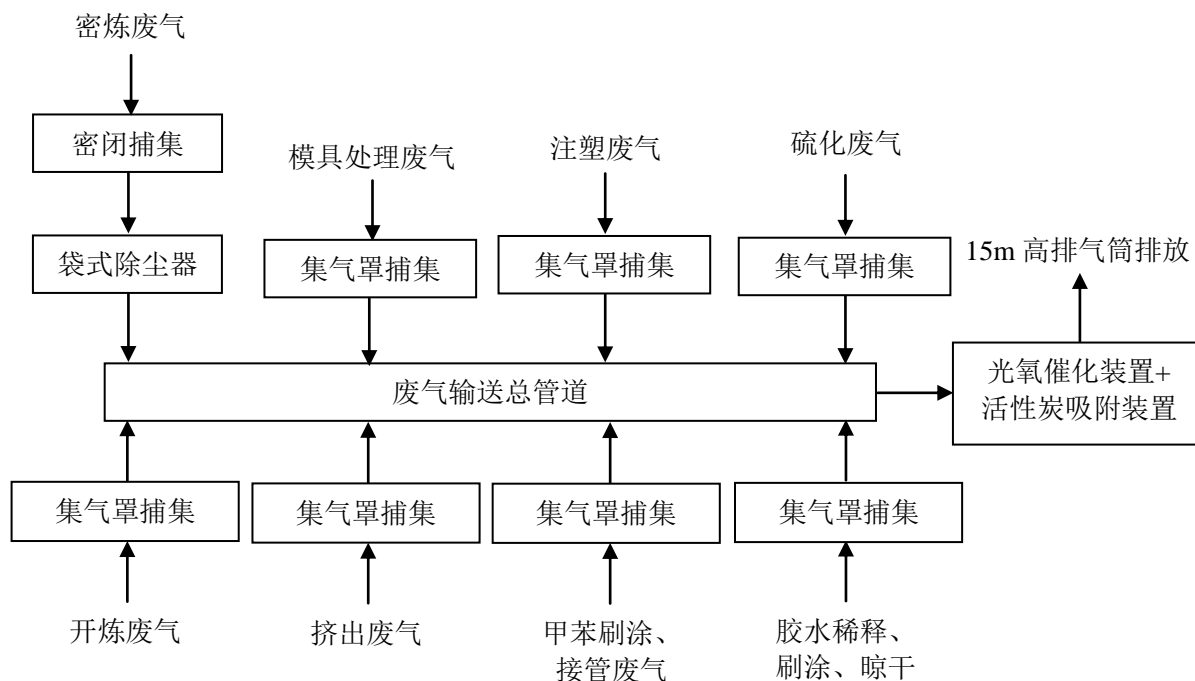 密炼废气
密闭捕集
模具处理废气
注塑废气
硫化废气
袋式除尘器
集气罩捕集
集气罩捕集
集气罩捕集
15m 高排气筒排放
废气输送总管道
光氧催化装置+
活性炭吸附装置
集气罩捕集
集气罩捕集
集气罩捕集
集气罩捕集
开炼废气
挤出废气
甲苯刷涂、
接管废气
胶水稀释、
刷涂、晾干